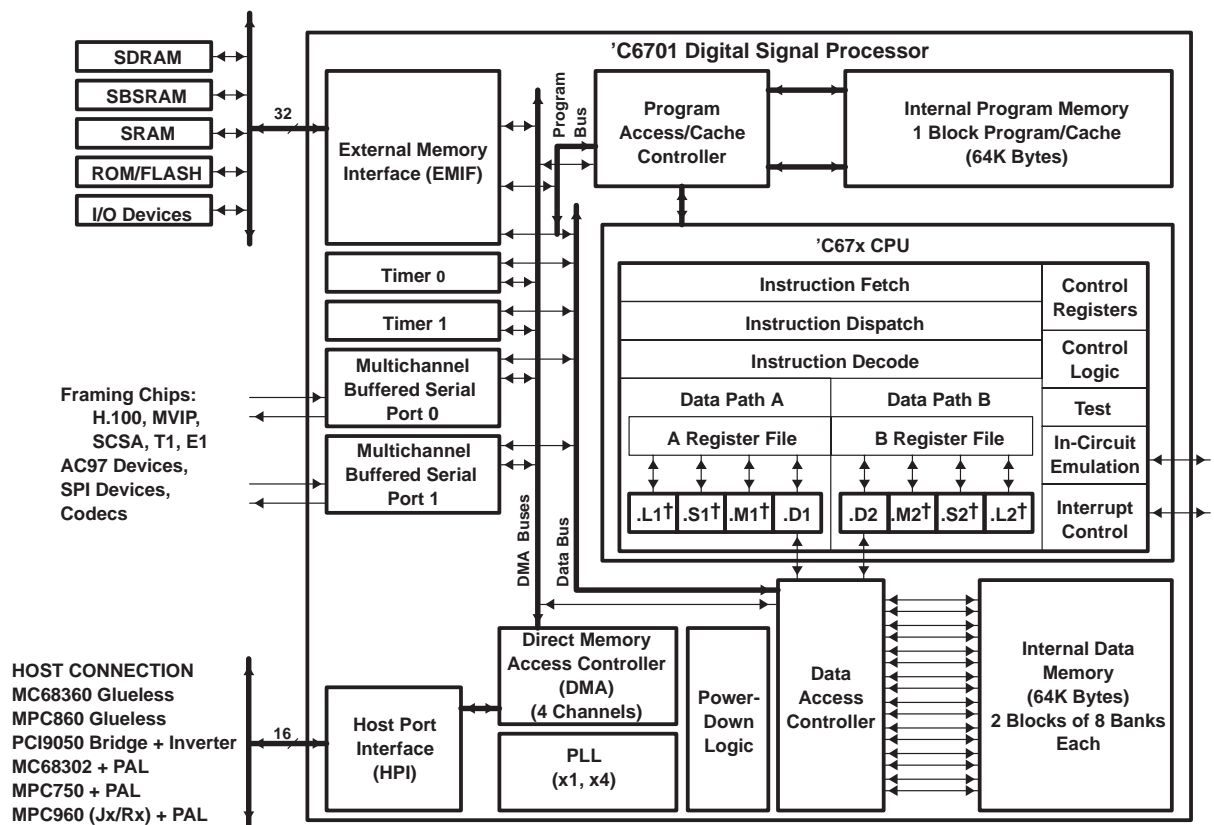 ’C6701 Digital Signal Processor
SDRAM
SBSRAM
SRAM
ROM/FLASH
I/O Devices
32
External Memory
Interface (EMIF)
Program
Bus
Program
Access/Cache
Controller
Internal Program Memory
1 Block Program/Cache
(64K Bytes)
’C67x CPU
Instruction Fetch
Instruction Dispatch
Instruction Decode
Control
Registers
Control
Logic
Test
In-Circuit
Emulation
Interrupt
Control
Data Path A
A Register File
.L1†
.S1†
.M1†
.D1
Data Path B
B Register File
.D2
.M2†
.S2†
.L2†
Timer 0
Timer 1
Multichannel
Buffered Serial
Port 0
Multichannel
Buffered Serial
Port 1
Framing Chips:
H.100, MVIP,
SCSA, T1, E1
AC97 Devices,
SPI Devices,
Codecs
DMA Buses
Data Bus
HOST CONNECTION
MC68360 Glueless
MPC860 Glueless
PCI9050 Bridge + Inverter
MC68302 + PAL
MPC750 + PAL
MPC960 (Jx/Rx) + PAL
16
Host Port
Interface
(HPI)
Direct Memory
Access Controller
(DMA)
(4 Channels)
PLL
(x1, x4)
Power-
Down
Logic
Data
Access
Controller
Internal Data
Memory
(64K Bytes)
2 Blocks of 8 Banks
Each